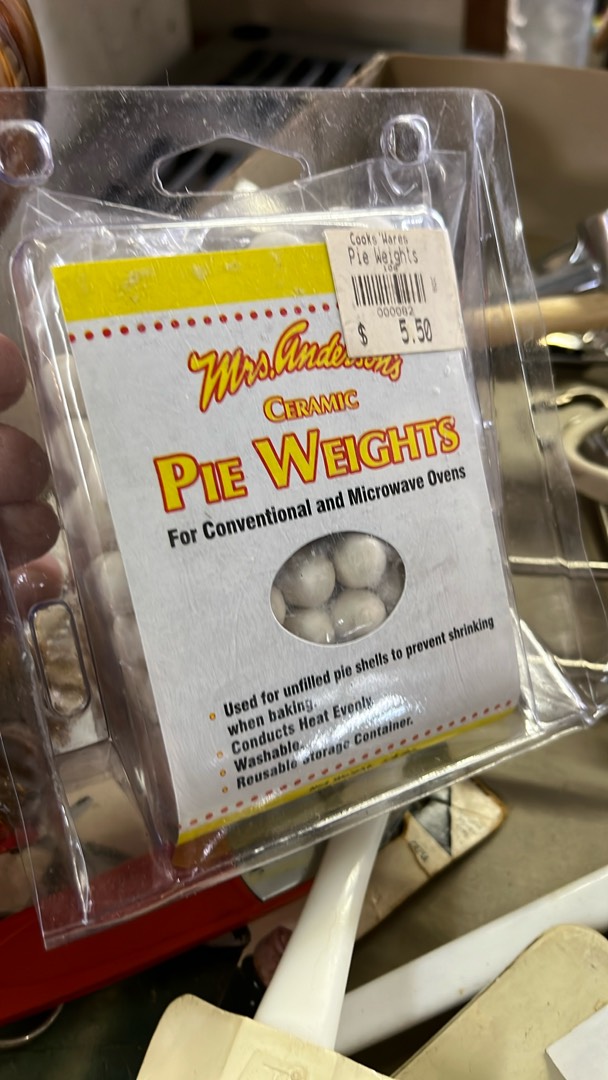 Cooks Wares
Pie Weights
000082
$ 5.50
Mrs. Anderson's
CERAMIC
PIE WEIGHTS
For Conventional and Microwave Ovens
Used for unfilled pie shells to prevent shrinking
when baking.
Conducts Heat Evenly.
Washable.
Reusable Storage Container.